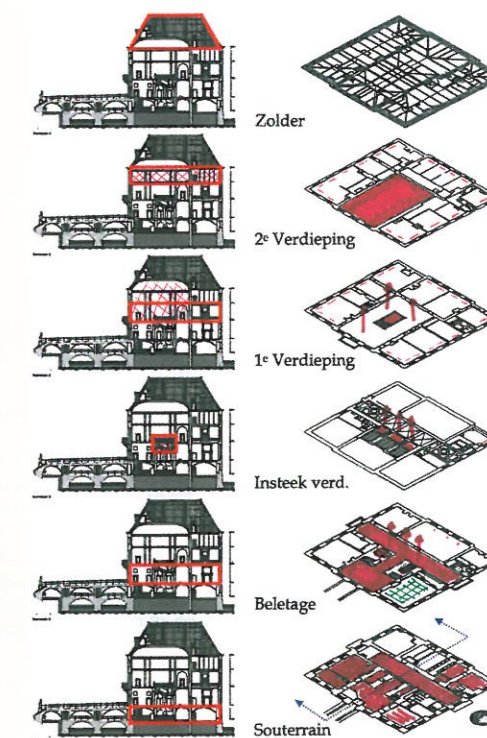 Zolder
2e Verdieping
1e Verdieping
Insteek verd.
Beletage
Souterrain